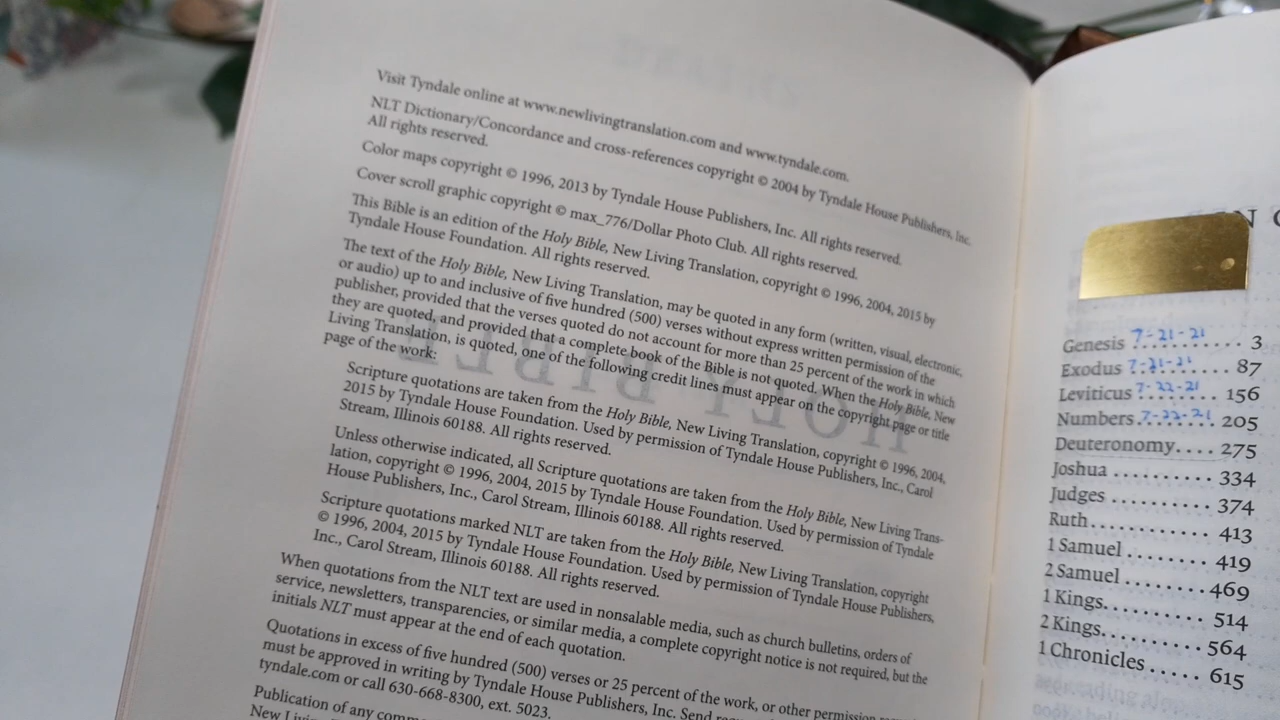 Visit Tyndale online at www.newlivingtranslation.com and www.tyndale.com.
NLT Dictionary/Concordance and cross-references copyright © 2004 by Tyndale House Publishers, Inc.
All rights reserved.
Color maps copyright © 1996, 2013 by Tyndale House Publishers, Inc. All rights reserved.
Cover scroll graphic copyright © max_776/Dollar Photo Club. All rights reserved.
This Bible is an edition of the Holy Bible, New Living Translation, copyright © 1996, 2004, 2015 by
Tyndale House Foundation. All rights reserved.
The text of the Holy Bible, New Living Translation, may be quoted in any form (written, visual, electronic,
or audio) up to and inclusive of five hundred (500) verses without express written permission of the
publisher, provided that the verses quoted do not account for more than 25 percent of the work in which
they are quoted, and provided that a complete book of the Bible is not quoted. When the Holy Bible, New
Living Translation, is quoted, one of the following credit lines must appear on the copyright page or title
page of the work:
Scripture quotations are taken from the Holy Bible, New Living Translation, copyright © 1996, 2004,
2015 by Tyndale House Foundation. Used by permission of Tyndale House Publishers, Inc., Carol
Stream, Illinois 60188. All rights reserved.
Unless otherwise indicated, all Scripture quotations are taken from the Holy Bible, New Living Trans-
lation, copyright © 1996, 2004, 2015 by Tyndale House Foundation. Used by permission of Tyndale
House Publishers, Inc., Carol Stream, Illinois 60188. All rights reserved.
Scripture quotations marked NLT are taken from the Holy Bible, New Living Translation, copyright
© 1996, 2004, 2015 by Tyndale House Foundation. Used by permission of Tyndale House Publishers,
Inc., Carol Stream, Illinois 60188. All rights reserved.
When quotations from the NLT text are used in nonsalable media, such as church bulletins, orders of
service, newsletters, transparencies, or similar media, a complete copyright notice is not required, but the
initials NLT must appear at the end of each quotation.
Quotations in excess of five hundred (500) verses or 25 percent of the work, or other permission
must be approved in writing by Tyndale House Publishers, Inc. Send
tyndale.com or call 630-668-8300, ext. 5023.
Publication of any
New
HOLY BIBLE
N
Genesis 7-21-21 ........ 3
Exodus 7-21-21 ........ 87
Leviticus 7-22-21 ...... 156
Numbers 7-22-21 ...... 205
Deuteronomy.... 275
Joshua .......... 334
Judges .......... 374
Ruth............ 413
1 Samuel ........ 419
2 Samuel ........ 469
1 Kings.......... 514
2 Kings.......... 564
1 Chronicles ..... 615